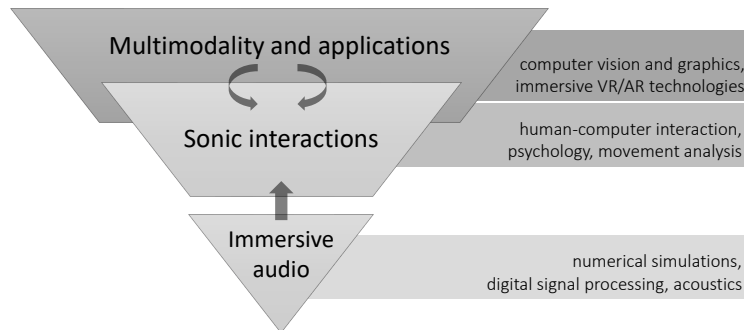 Multimodality and applications
computer vision and graphics,
immersive VR/AR technologies
Sonic interactions
human-computer interaction,
psychology, movement analysis
Immersive
audio
numerical simulations,
digital signal processing, acoustics